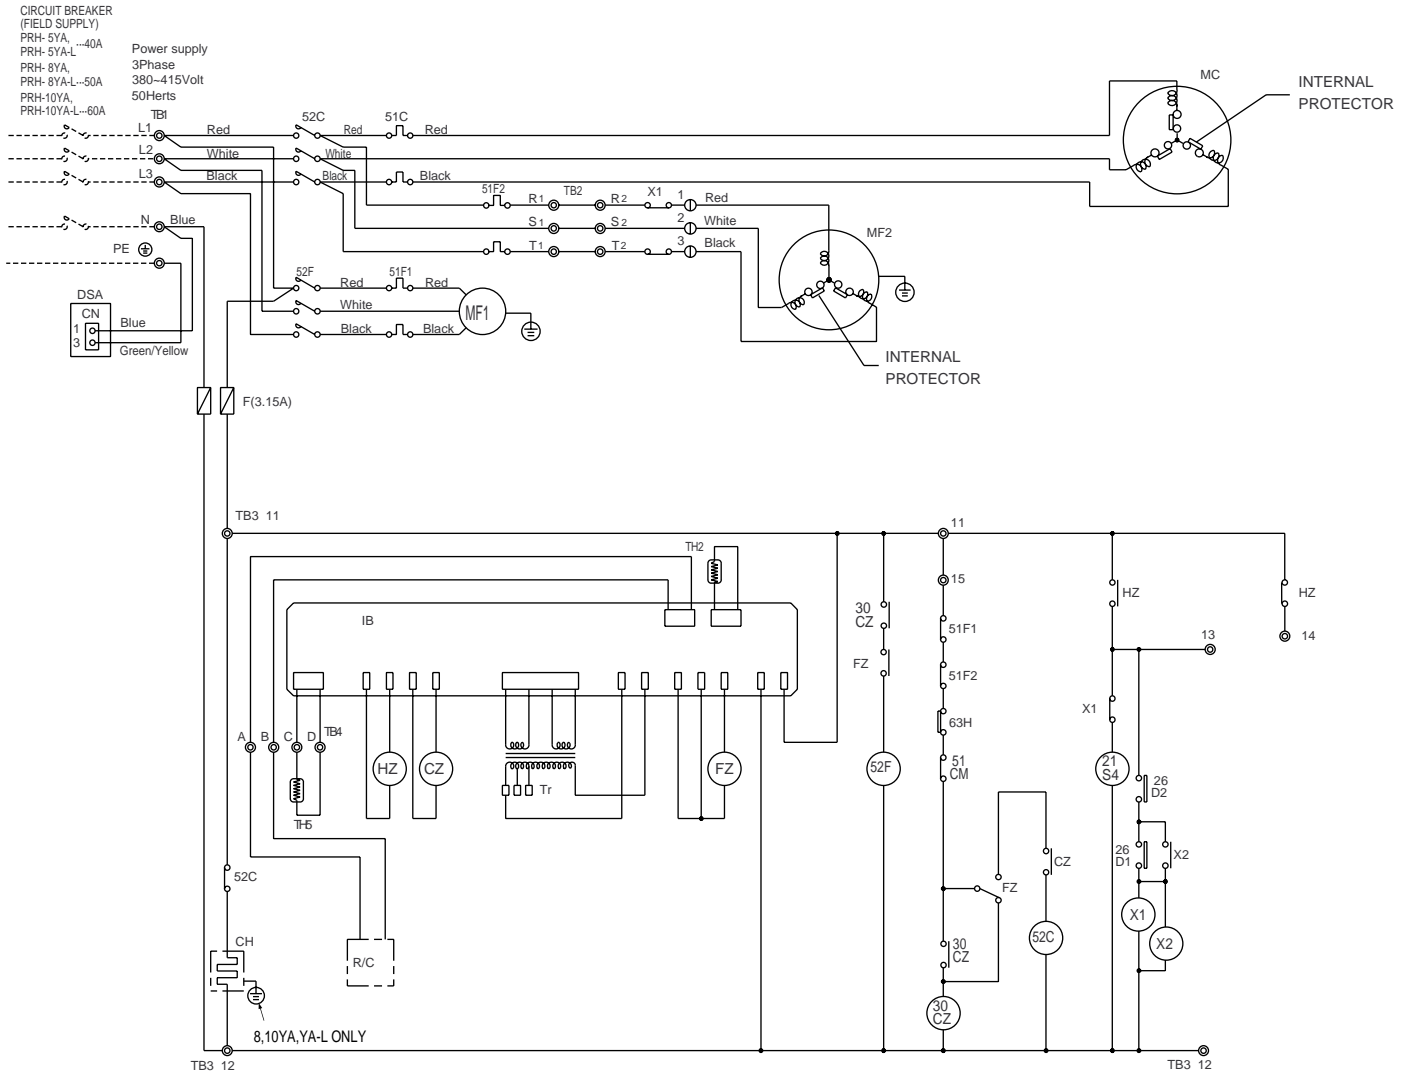 CIRCUIT BREAKER
(FIELD SUPPLY)
PRH- 5YA,
PRH- 5YA-L
···40A
PRH- 8YA,
PRH- 8YA-L···50A
PRH-10YA,
PRH-10YA-L···60A
Power supply
3Phase
380~415Volt
50Herts
TB1
L1
Red
52C
Red
51C
Red
L2
White
White
L3
Black
Black
Black
MC
INTERNAL
PROTECTOR
N
Blue
PE
51F2
R1
TB2
R2
X1
1
Red
S1
S2
2
White
T1
T2
3
Black
MF2
INTERNAL
PROTECTOR
52F
Red
51F1
Red
White
MF1
Black
Black
DSA
CN
1
3
Blue
Green/Yellow
F(3.15A)
TB3 11
11
15
TH2
IB
30
CZ
FZ
52F
51F1
51F2
63H
51
CM
HZ
HZ
13
14
X1
21
S4
26
D2
26
D1
X2
X1
X2
A
B
C
D
TB4
TH5
HZ
CZ
Tr
FZ
FZ
CZ
52C
30
CZ
30
CZ
52C
CH
R/C
8,10YA,YA-L ONLY
TB3 12
TB3 12